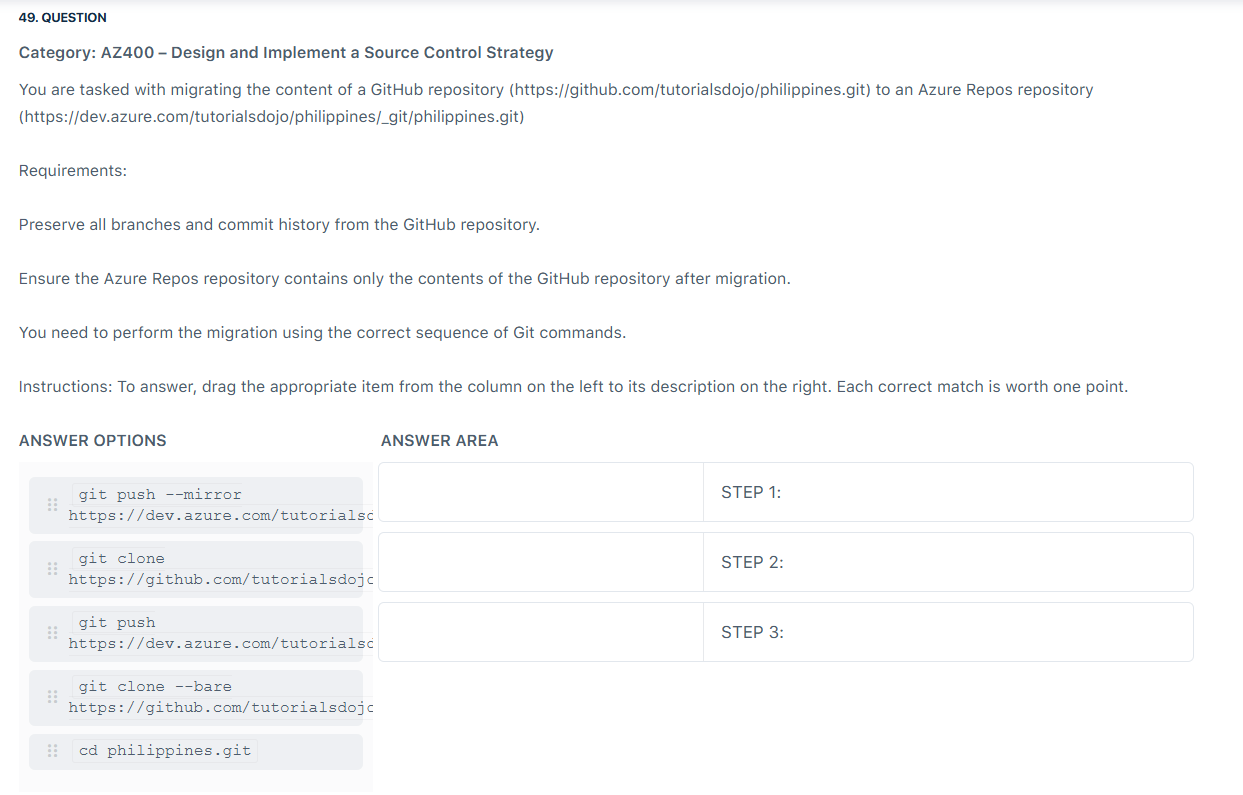 49. QUESTION
Category: AZ400 – Design and Implement a Source Control Strategy
You are tasked with migrating the content of a GitHub repository (https://github.com/tutorialsdojo/philippines.git) to an Azure Repos repository
(https://dev.azure.com/tutorialsdojo/philippines/_git/philippines.git)
Requirements:
Preserve all branches and commit history from the GitHub repository.
Ensure the Azure Repos repository contains only the contents of the GitHub repository after migration.
You need to perform the migration using the correct sequence of Git commands.
Instructions: To answer, drag the appropriate item from the column on the left to its description on the right. Each correct match is worth one point.
ANSWER OPTIONS
ANSWER AREA
git push --mirror
https://dev.azure.com/tutorialsd
git clone
https://github.com/tutorialsdojo
git push
https://dev.azure.com/tutorialsd
git clone --bare
https://github.com/tutorialsdojo
cd philippines.git
STEP 1:
STEP 2:
STEP 3: